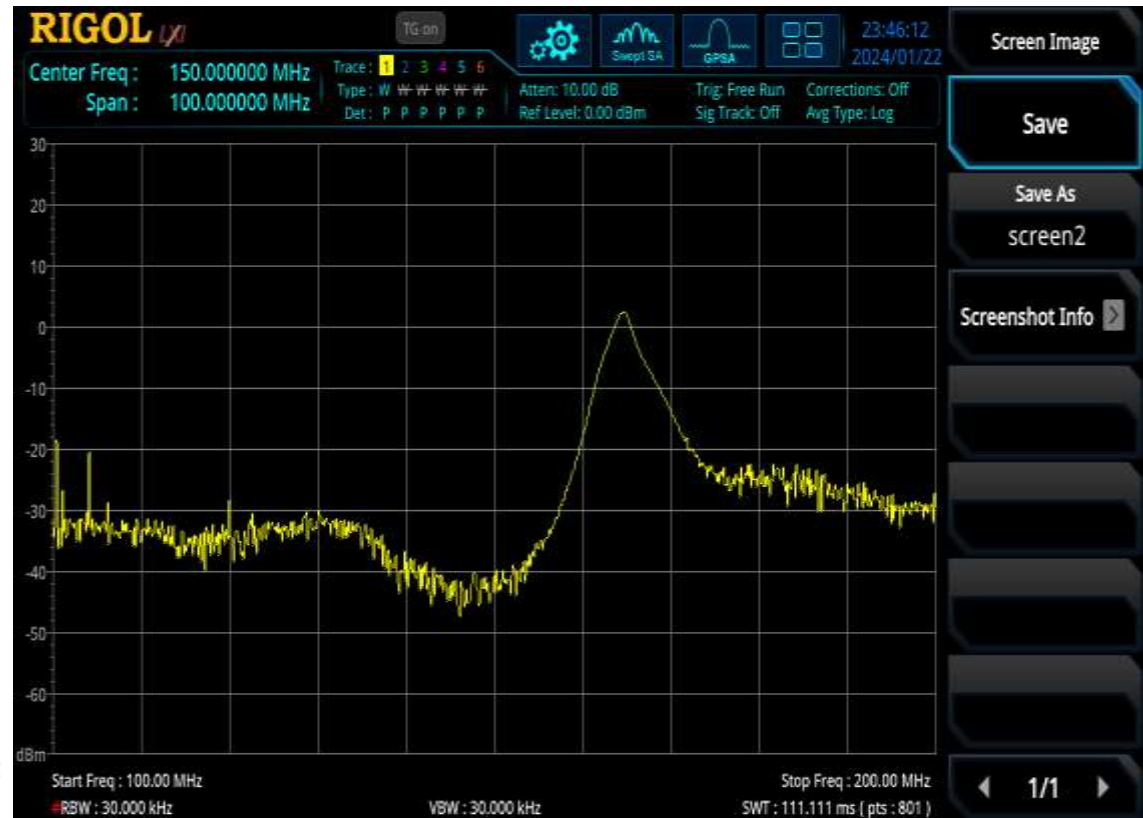 RIGOL LXI
TG on
Swept SA
GPSA
23:46:12
2024/01/22
Center Freq : 150.000000 MHz
Span : 100.000000 MHz
Trace : 1 2 3 4 5 6
Type : W W W W W W
Det : P P P P P P
Atten: 10.00 dB
Ref Level: 0.00 dBm
Trig: Free Run
Sig Track: Off
Corrections: Off
Avg Type: Log
30
20
10
0
-10
-20
-30
-40
-50
-60
dBm
Start Freq : 100.00 MHz
Stop Freq : 200.00 MHz
#RBW : 30.000 kHz
VBW : 30.000 kHz
SWT : 111.111 ms ( pts : 801 )
Screen Image
Save
Save As
screen2
Screenshot Info >
1/1